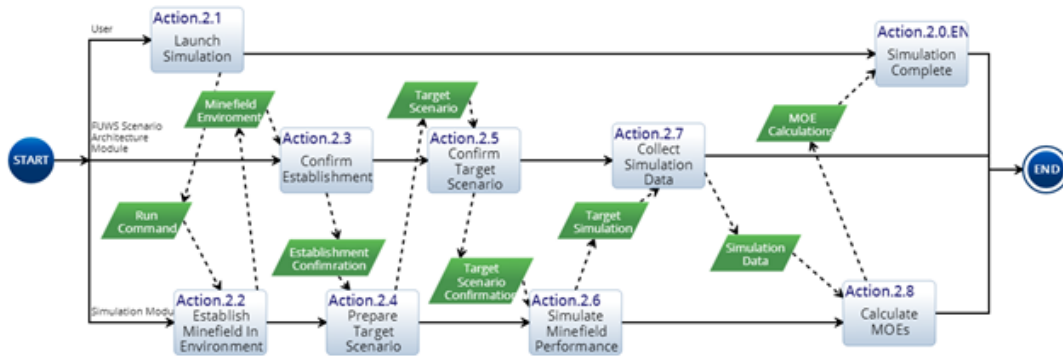 Action.2.1
Launch
Simulation
User
Action.2.0.EN
Simulation
Complete
Minefield
Enviroment
Target
Scenario
MOE
Calculations
FUWS Scenario
Architecture
Module
Action.2.3
Confirm
Establishment
Action.2.5
Confirm
Target
Scenario
Action.2.7
Collect
Simulation
Data
START
END
Run
Command
Establishment
Confimration
Target
Scenario
Confirmation
Target
Simulation
Simulation
Data
Simulation Modu
Action.2.2
Establish
Minefield In
Environment
Action.2.4
Prepare
Target
Scenario
Action.2.6
Simulate
Minefield
Performance
Action.2.8
Calculate
MOEs